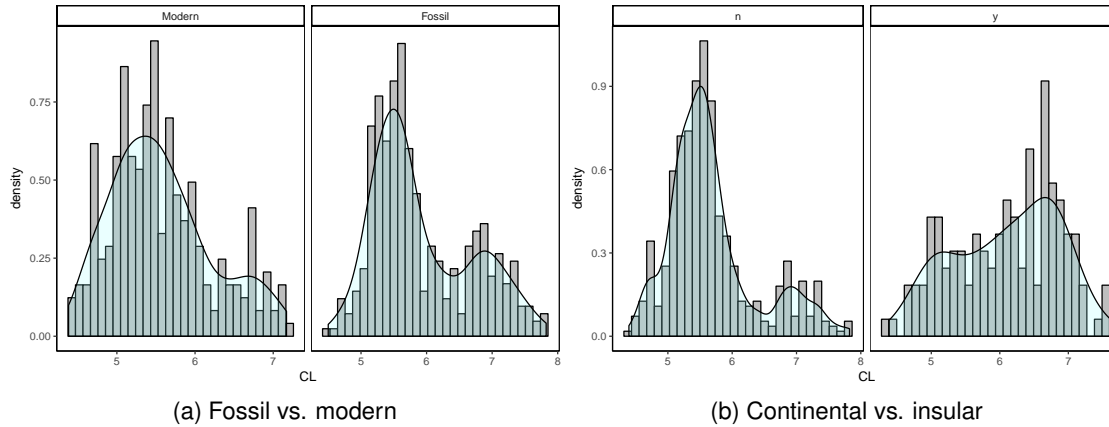 Modern Fossil n y
density
0.75
0.50
0.25
0.00
5 6 7 5 6 7 8
CL
density
0.9
0.6
0.3
0.0
5 6 7 8 5 6 7
CL
(a) Fossil vs. modern
(b) Continental vs. insular